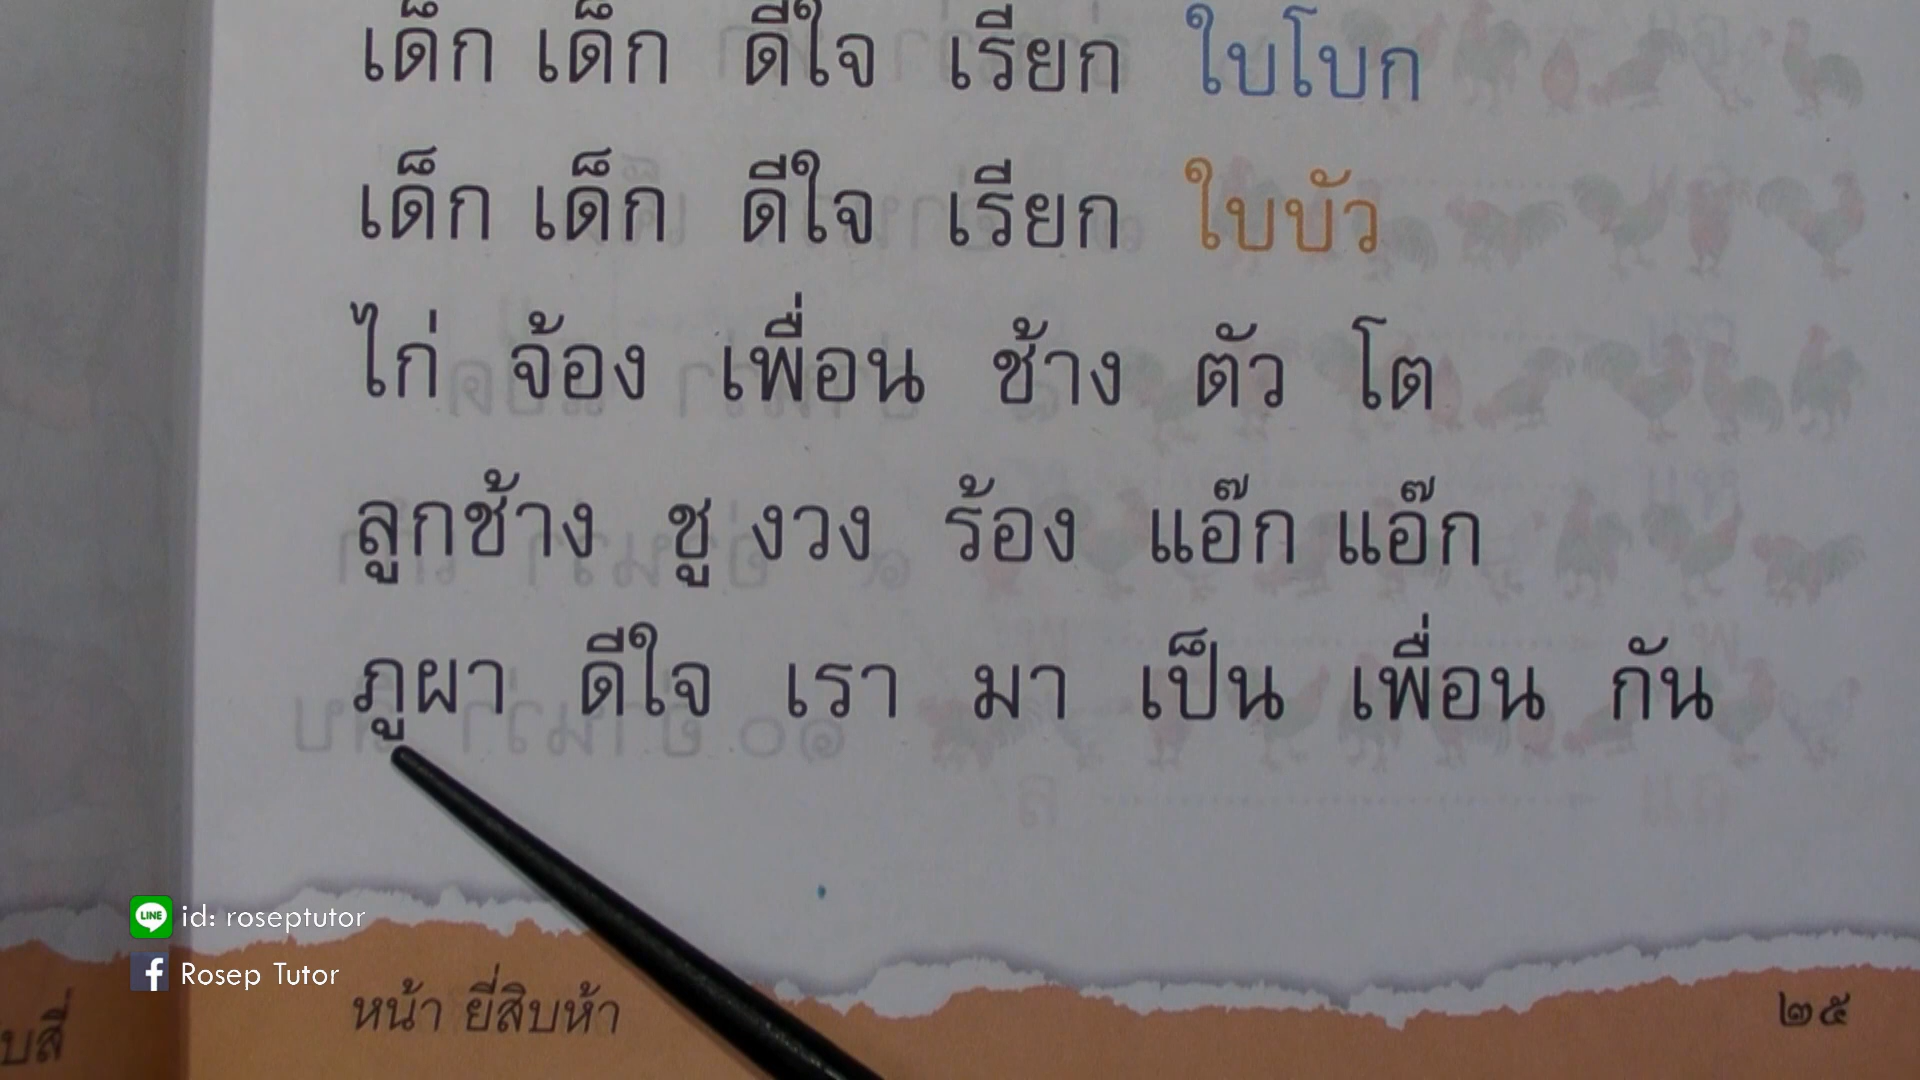 เด็ก เด็ก ดีใจ เรียก ใบโบก
เด็ก เด็ก ดีใจ เรียก ใบบัว
ไก่ จ้อง เพื่อน ช้าง ตัว โต
ลูกช้าง ชู งวง ร้อง แอ๊ก แอ๊ก
ภูผา ดีใจ เรา มา เป็น เพื่อน กัน
LINE id: roseptutor
f Rosep Tutor
หน้า ยี่สิบห้า
๒๕